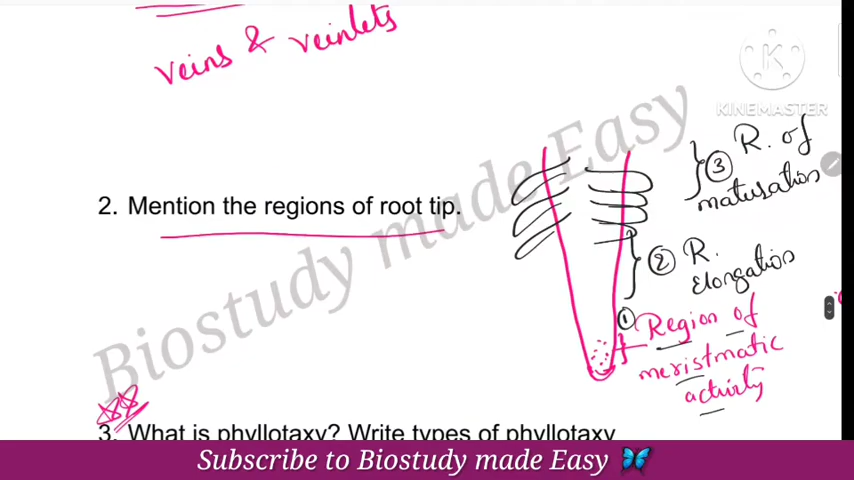 veins & veinlets
KINEMASTER
Biostudy made Easy
2. Mention the regions of root tip.
③ R. of
maturation
② R.
Elongation
① Region of
meristmatic
activity
3. What is phyllotaxy? Write types of phyllotaxy
Subscribe to Biostudy made Easy 🦋